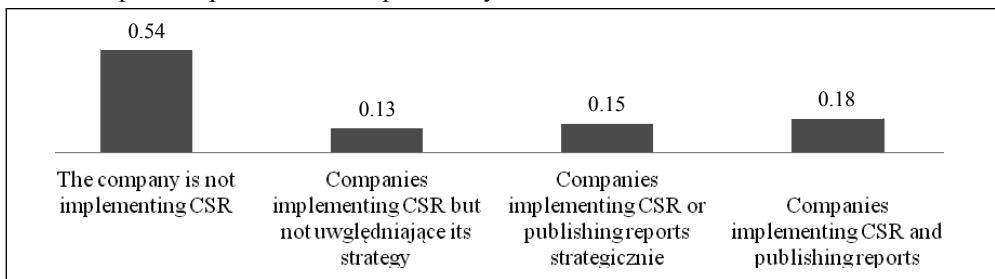 0.54
0.13
0.15
0.18
The company is not
implementing CSR
Companies
implementing CSR but
not uwględniające its
strategy
Companies
implementing CSR or
publishing reports
strategicznie
Companies
implementing CSR and
publishing reports